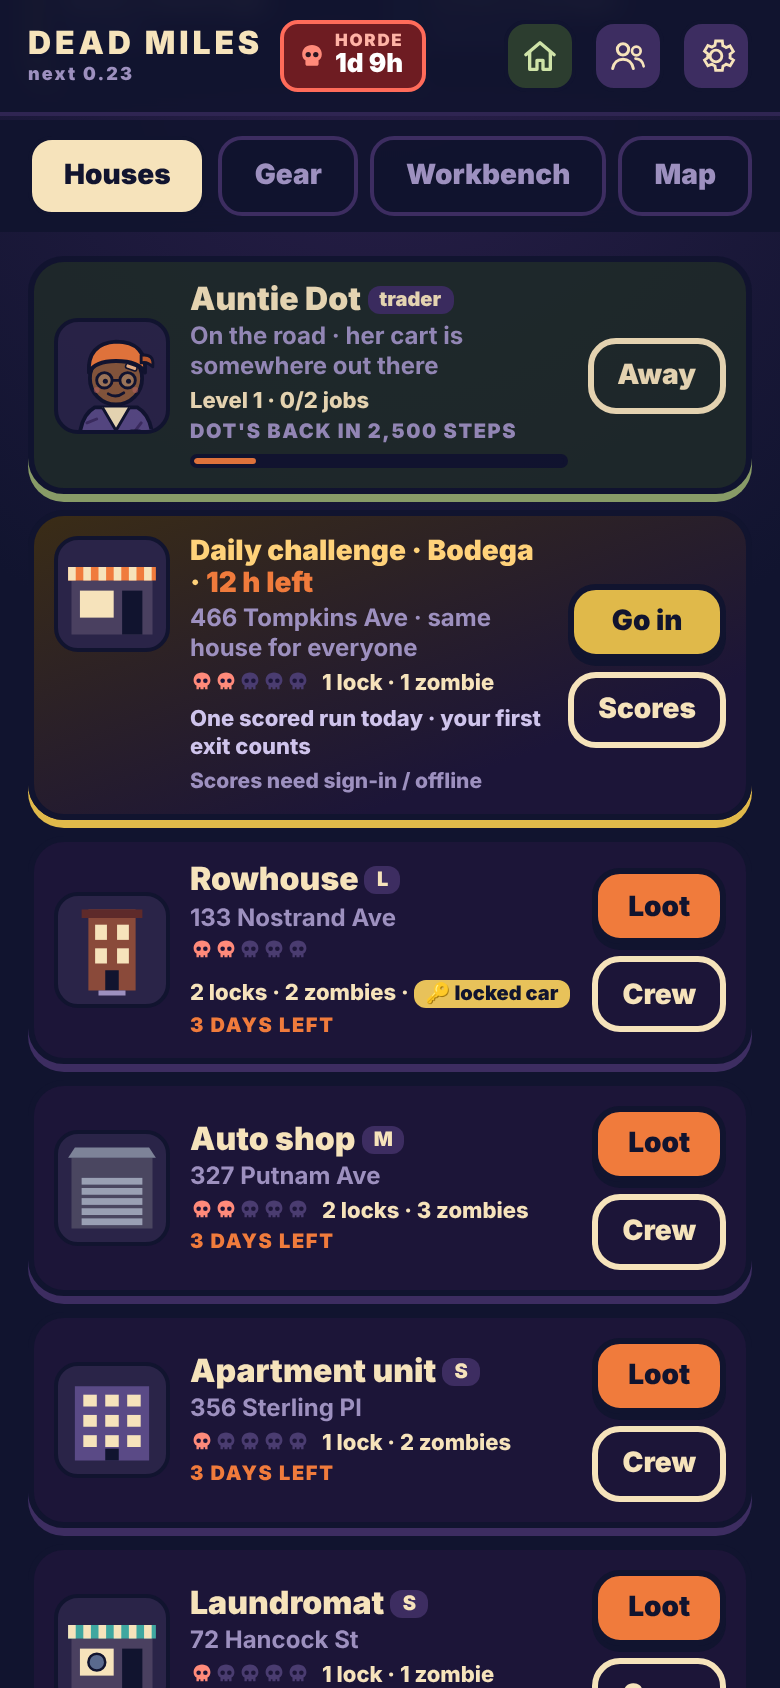 DEAD MILES
next 0.23
HORDE
1d 9h
Houses
Gear
Workbench
Map
Auntie Dot trader
On the road · her cart is
somewhere out there
Level 1 · 0/2 jobs
DOT'S BACK IN 2,500 STEPS
Away
Daily challenge · Bodega
· 12 h left
466 Tompkins Ave · same
house for everyone
1 lock · 1 zombie
One scored run today · your first
exit counts
Scores need sign-in / offline
Go in
Scores
Rowhouse L
133 Nostrand Ave
2 locks · 2 zombies · 🔑 locked car
3 DAYS LEFT
Loot
Crew
Auto shop M
327 Putnam Ave
2 locks · 3 zombies
3 DAYS LEFT
Loot
Crew
Apartment unit S
356 Sterling Pl
1 lock · 2 zombies
3 DAYS LEFT
Loot
Crew
Laundromat S
72 Hancock St
1 lock · 1 zombie
Loot